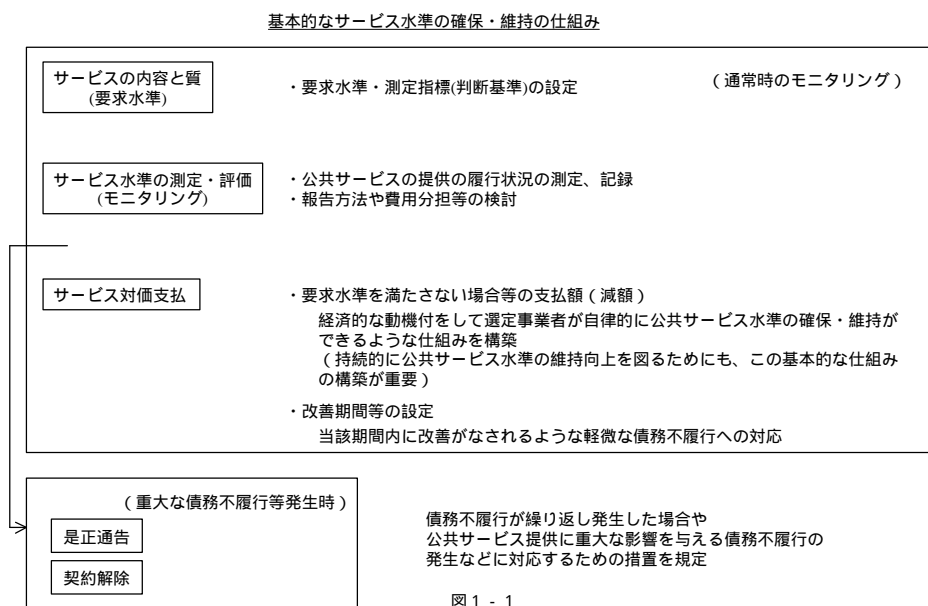 基本的なサービス水準の確保・維持の仕組み
サービスの内容と質
(要求水準)
・要求水準・測定指標(判断基準)の設定
(通常時のモニタリング)
サービス水準の測定・評価
(モニタリング)
・公共サービスの提供の履行状況の測定、記録
・報告方法や費用分担等の検討
サービス対価支払
・要求水準を満たさない場合等の支払額(減額)
経済的な動機付をして選定事業者が自律的に公共サービス水準の確保・維持が
できるような仕組みを構築
(持続的に公共サービス水準の維持向上を図るためにも、この基本的な仕組み
の構築が重要)
・改善期間等の設定
当該期間内に改善がなされるような軽微な債務不履行への対応
(重大な債務不履行等発生時)
是正通告
契約解除
債務不履行が繰り返し発生した場合や
公共サービス提供に重大な影響を与える債務不履行の
発生などに対応するための措置を規定
図1-1